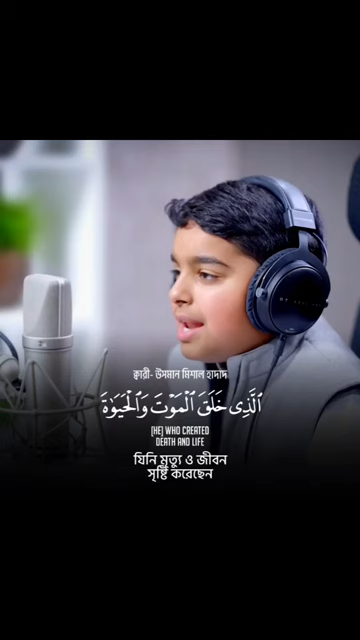 ক্বারী- উসমান মিশাল হাদাদ
ٱلَّذِى خَلَقَ ٱلْمَوْتَ وَٱلْحَيَوٰةَ
(HE) WHO CREATED
DEATH AND LIFE
যিনি মৃত্যু ও জীবন
সৃষ্টি করেছেন